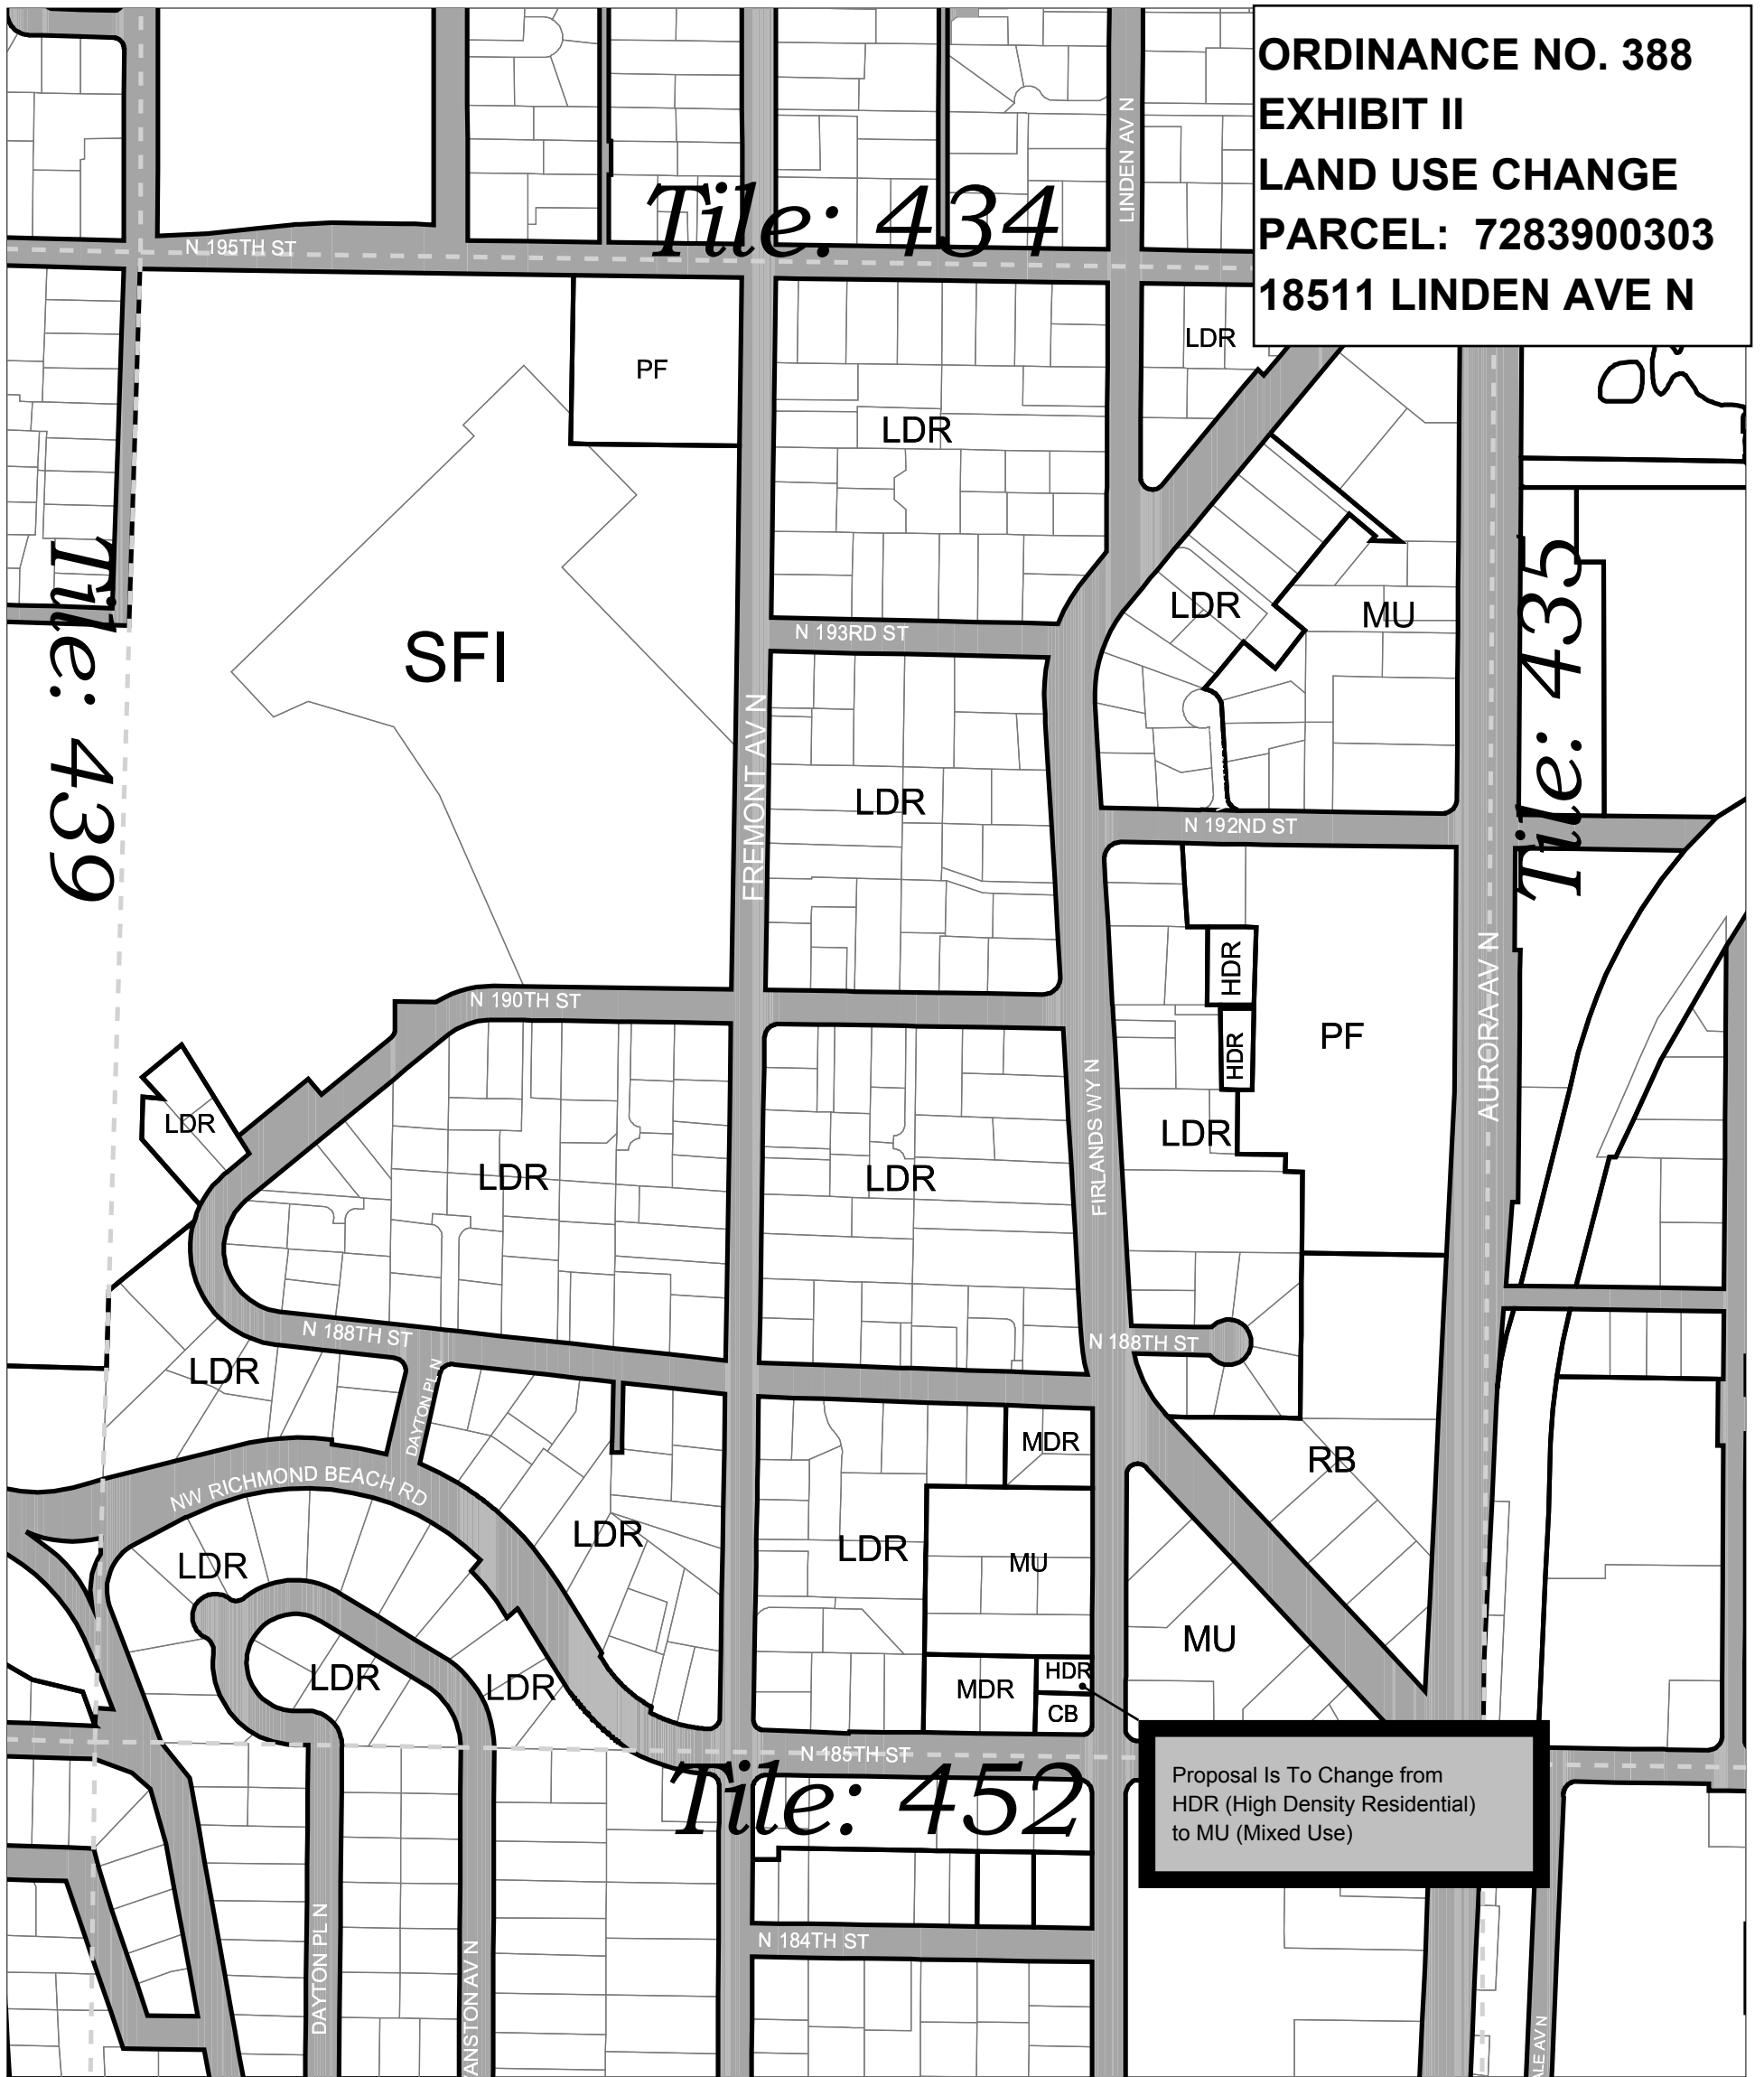 ORDINANCE NO. 388
EXHIBIT II
LAND USE CHANGE
PARCEL: 7283900303
18511 LINDEN AVE N
LINDEN AV N
Tile: 434
N 195TH ST
LDR
PF
LDR
Tile: 439
Tile: 435
SFI
LDR
MU
N 193RD ST
FREMONT AV N
LDR
N 192ND ST
HDR
AURORA AV N
N 190TH ST
HDR
PF
FIRLANDS WY N
LDR
LDR
LDR
LDR
N 188TH ST
N 188TH ST
LDR
DAYTON PL N
MDR
RB
NW RICHMOND BEACH RD
LDR
LDR
LDR
MU
MU
LDR
LDR
MDR
HDR
CB
N 185TH ST
Tile: 452
Proposal Is To Change from
HDR (High Density Residential)
to MU (Mixed Use)
DAYTON PL N
ANSTON AV N
N 184TH ST
ALE AV N